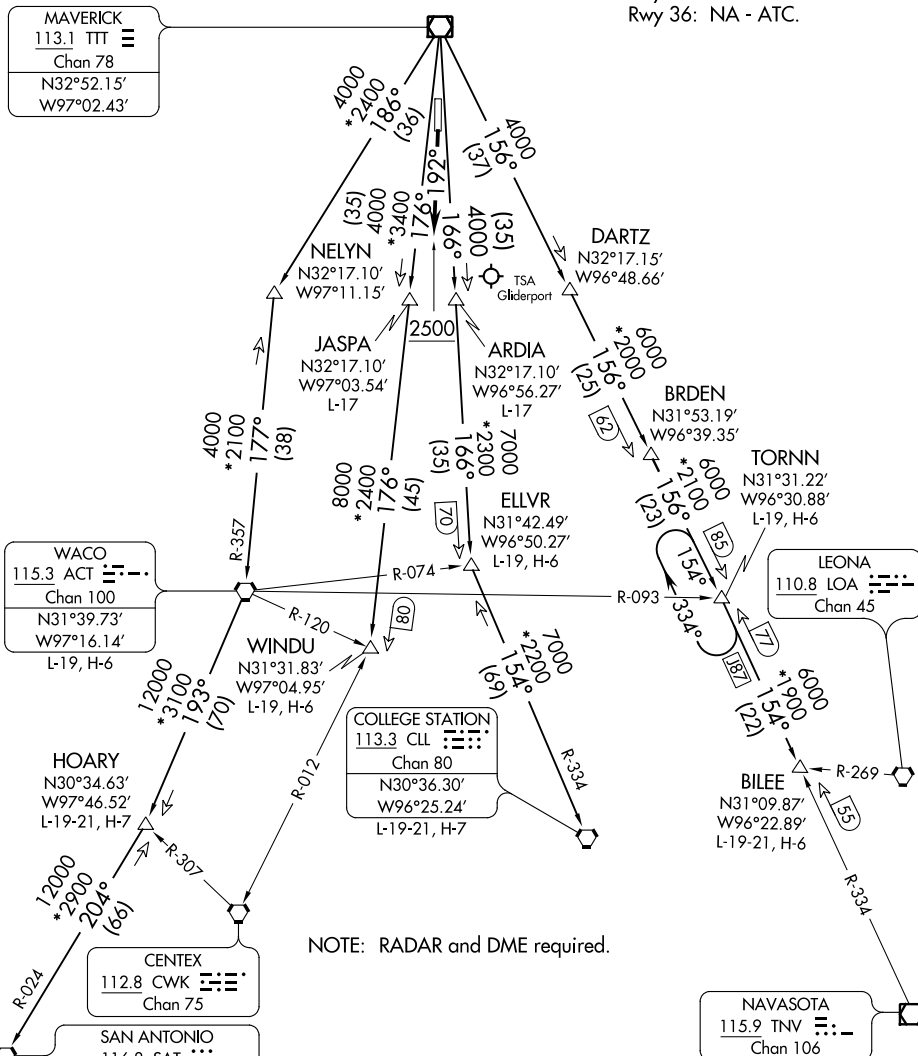 Rwy 36: NA - ATC.
MAVERICK
113.1 TTT
Chan 78
N32°52.15'
W97°02.43'
4000
*2400
186°
(36)
(35)
4000
*3400
176°
192°
(35)
4000
166°
4000
156°
(37)
NELYN
N32°17.10'
W97°11.15'
TSA
Gliderport
DARTZ
N32°17.15'
W96°48.66'
JASPA
N32°17.10'
W97°03.54'
L-17
2500
ARDIA
N32°17.10'
W96°56.27'
L-17
6000
*2000
156°
(25)
62
BRDEN
N31°53.19'
W96°39.35'
4000
*2100
177°
(38)
8000
*2400
176°
(45)
7000
*2300
166°
(35)
70
ELLVR
N31°42.49'
W96°50.27'
L-19, H-6
6000
*2100
156°
(23)
85
TORNN
N31°31.22'
W96°30.88'
L-19, H-6
WACO
115.3 ACT
Chan 100
N31°39.73'
W97°16.14'
L-19, H-6
R-357
R-074
R-093
R-120
154°
334°
LEONA
110.8 LOA
Chan 45
WINDU
N31°31.83'
W97°04.95'
L-19, H-6
80
77
J87
12000
*3100
193°
(70)
7000
*2200
154°
(69)
6000
*1900
154°
(22)
COLLEGE STATION
113.3 CLL
Chan 80
N30°36.30'
W96°25.24'
L-19-21, H-7
R-334
HOARY
N30°34.63'
W97°46.52'
L-19-21, H-7
R-012
BILEE
N31°09.87'
W96°22.89'
L-19-21, H-6
R-269
55
R-334
R-307
12000
*2900
204°
(66)
R-024
CENTEX
112.8 CWK
Chan 75
NOTE: RADAR and DME required.
NAVASOTA
115.9 TNV
Chan 106
SAN ANTONIO
SAT